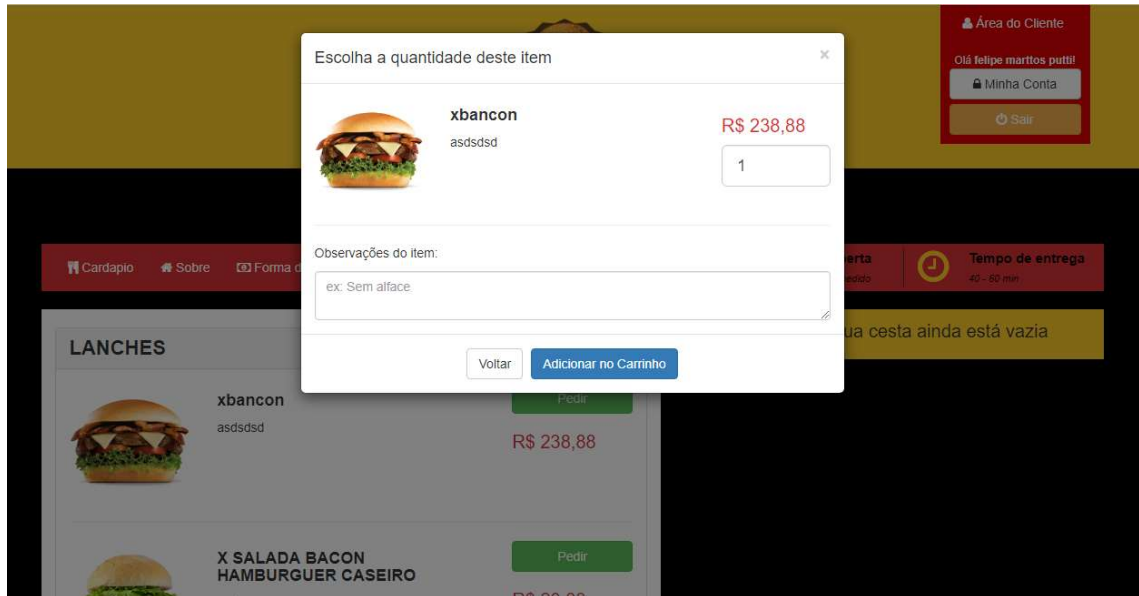 Área do Cliente
Olá felipe marttos putti!
Minha Conta
Sair
Escolha a quantidade deste item
×
xbancon
asdsdsd
R$ 238,88
1
Observações do item:
ex: Sem alface
Voltar
Adicionar no Carrinho
Cardapio
Sobre
Forma d
erta
edido
Tempo de entrega
40 - 60 min
ua cesta ainda está vazia
LANCHES
xbancon
asdsdsd
Pedir
R$ 238,88
X SALADA BACON
HAMBURGUER CASEIRO
Pedir